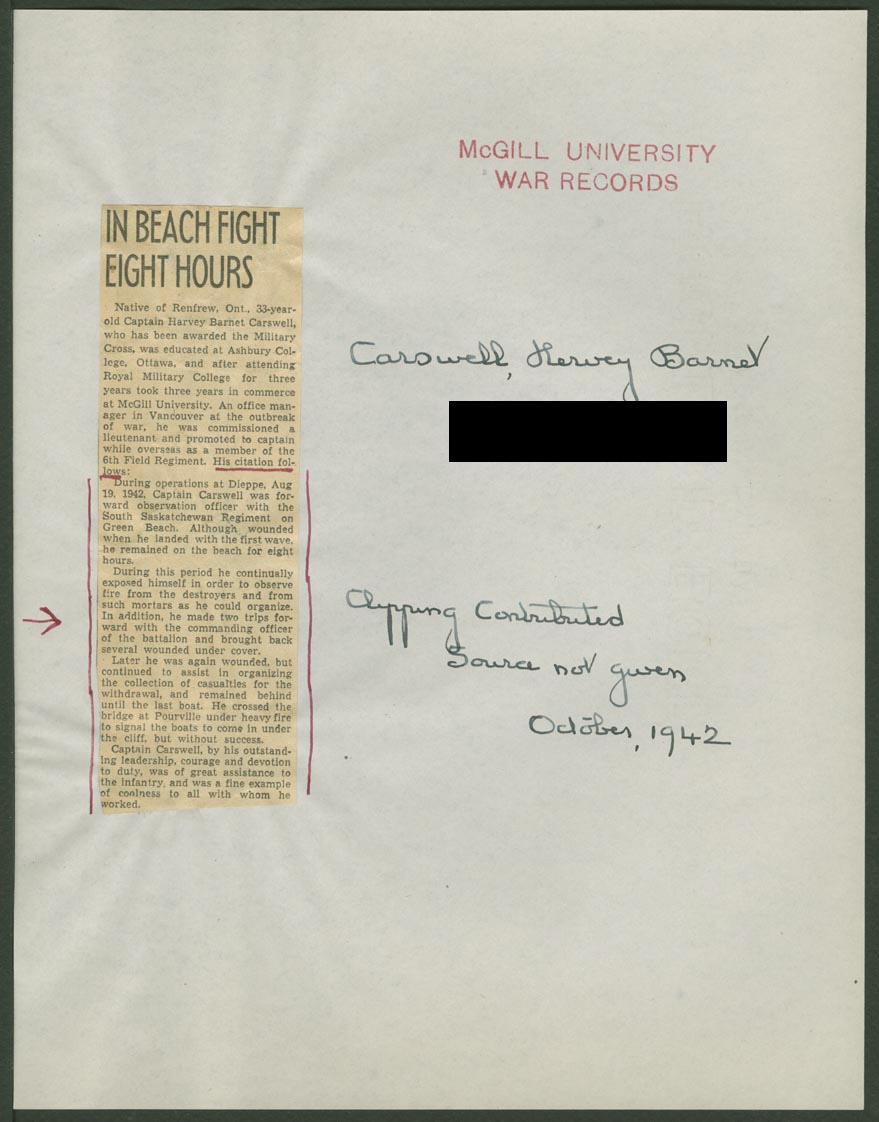 McGILL UNIVERSITY
WAR RECORDS
IN BEACH FIGHT
EIGHT HOURS
Native of Renfrew, Ont., 33-year-
old Captain Harvey Barnet Carswell,
who has been awarded the Military
Cross, was educated at Ashbury Col-
lege, Ottawa, and after attending
Royal Military College for three
years took three years in commerce
at McGill University. An office man-
ager in Vancouver at the outbreak
of war, he was commissioned a
lieutenant and promoted to captain
while overseas as a member of the
6th Field Regiment. His citation fol-
lows:
During operations at Dieppe, Aug
19, 1942, Captain Carswell was for-
ward observation officer with the
South Saskatchewan Regiment on
Green Beach. Although wounded
when he landed with the first wave,
he remained on the beach for eight
hours.
During this period he continually
exposed himself in order to observe
fire from the destroyers and from
such mortars as he could organize.
In addition, he made two trips for-
ward with the commanding officer
of the battalion and brought back
several wounded under cover.
Later he was again wounded, but
continued to assist in organizing
the collection of casualties for the
withdrawal, and remained behind
until the last boat. He crossed the
bridge at Pourville under heavy fire
to signal the boats to come in under
the cliff, but without success.
Captain Carswell, by his outstand-
ing leadership, courage and devotion
to duty, was of great assistance to
the infantry, and was a fine example
of coolness to all with whom he
worked.
Carswell, Hervey Barnet
Clipping Contributed
Source not given
October, 1942